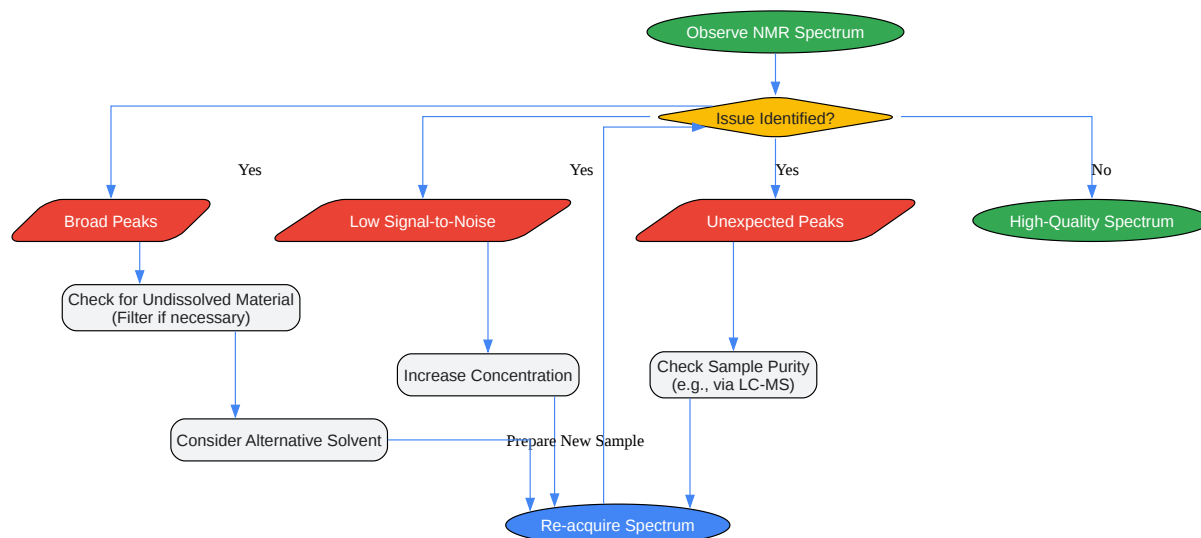 Observe NMR Spectrum
Issue Identified?
Yes
Yes
Yes
No
Broad Peaks
Low Signal-to-Noise
Unexpected Peaks
High-Quality Spectrum
Check for Undissolved Material
(Filter if necessary)
Increase Concentration
Check Sample Purity
(e.g., via LC-MS)
Consider Alternative Solvent
Prepare New Sample
Re-acquire Spectrum